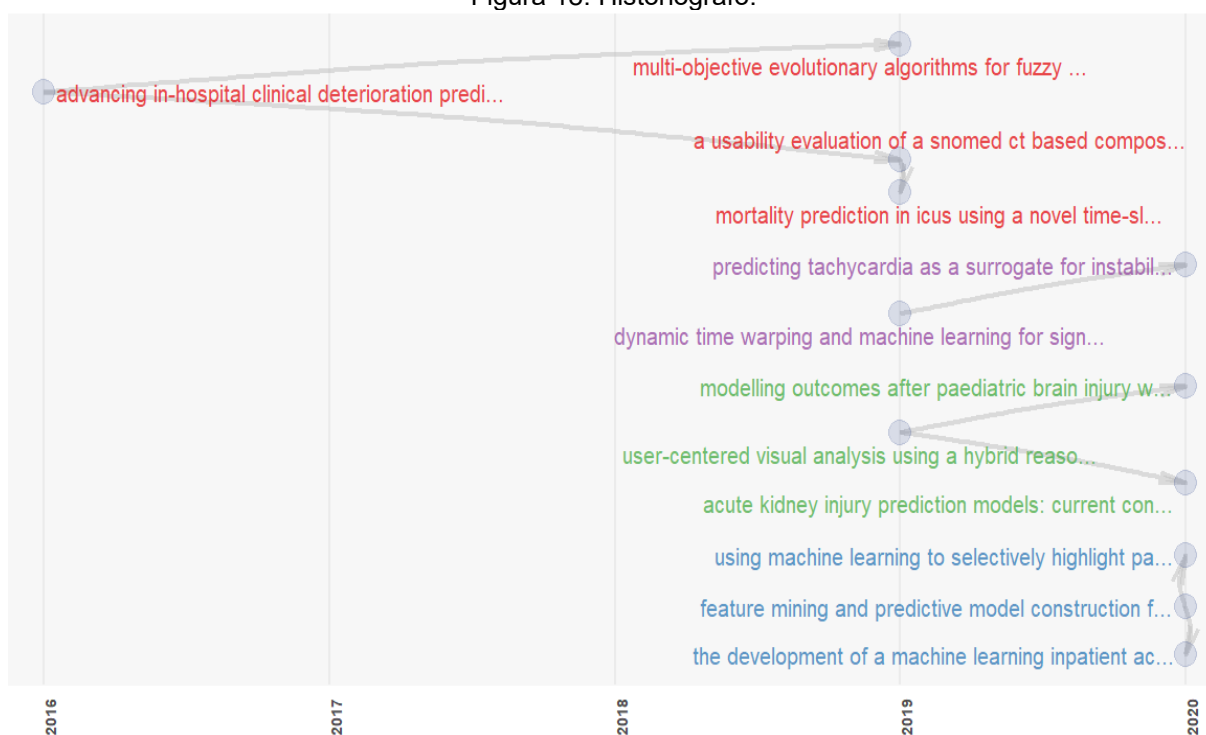 Figura 18. Historiógrafo.
multi-objective evolutionary algorithms for fuzzy ...
advancing in-hospital clinical deterioration predi...
a usability evaluation of a snomed ct based compos...
mortality prediction in icus using a novel time-sl...
predicting tachycardia as a surrogate for instabil...
dynamic time warping and machine learning for sign...
modelling outcomes after paediatric brain injury w...
user-centered visual analysis using a hybrid reaso...
acute kidney injury prediction models: current con...
using machine learning to selectively highlight pa...
feature mining and predictive model construction f...
the development of a machine learning inpatient ac...
2016
2017
2018
2019
2020